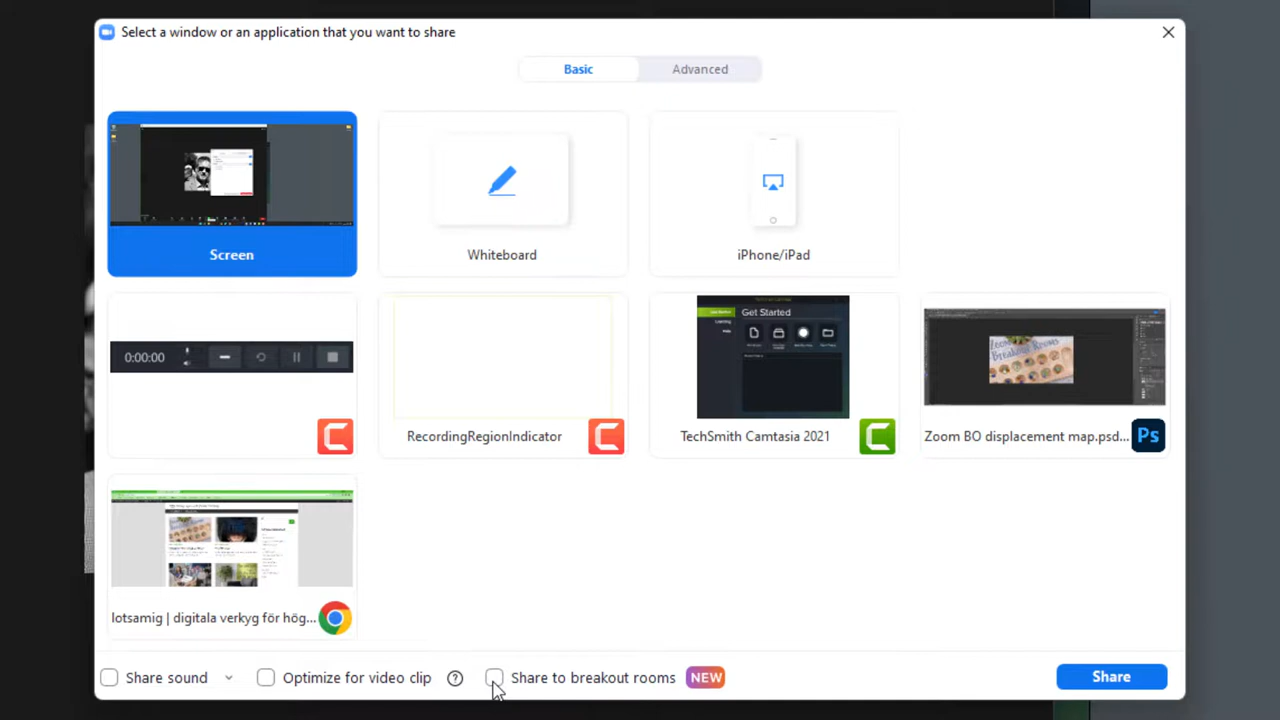 Select a window or an application that you want to share
Basic
Advanced
Screen
Whiteboard
iPhone/iPad
0:00:00
RecordingRegionIndicator
Get Started
TechSmith Camtasia 2021
Zoom BO displacement map.psd...
Ps
lotsamig | digitala verkyg för hög...
Share sound
Optimize for video clip
Share to breakout rooms
NEW
Share